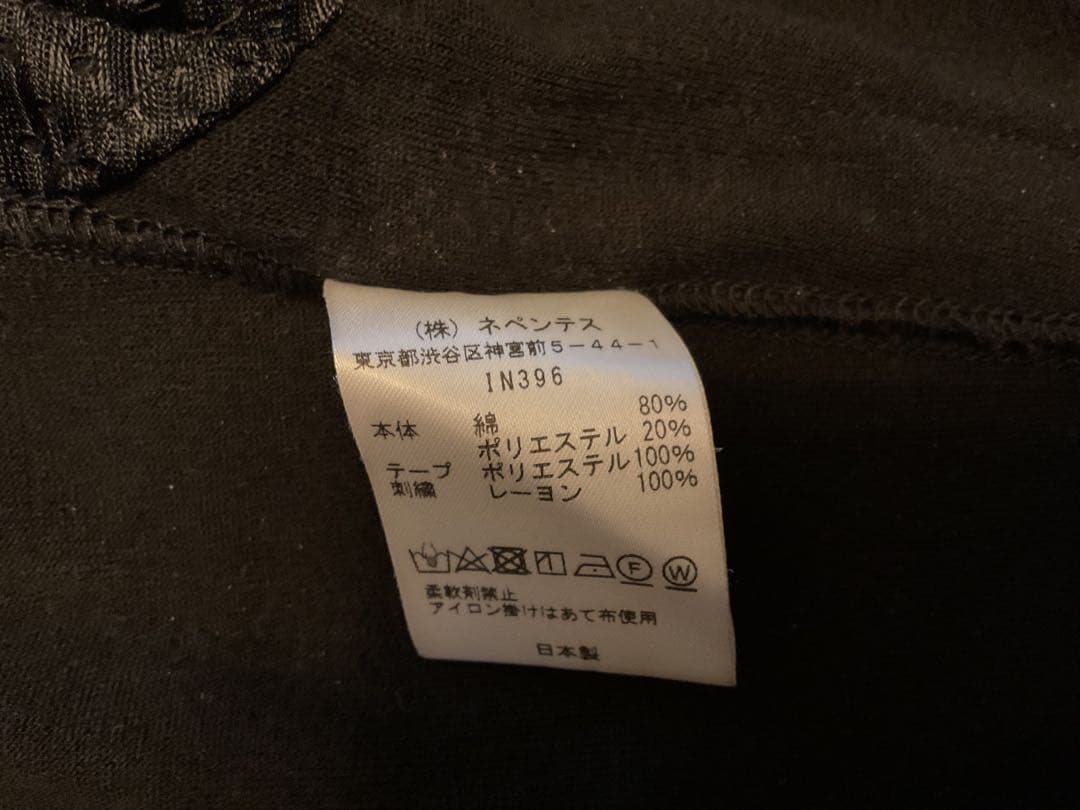 (株) ネペンテス
東京都渋谷区神宮前5-44-1
IN396
本体 綿 80%
ポリエステル 20%
テープ ポリエステル 100%
刺繍 レーヨン 100%
F W
柔軟剤禁止
アイロン掛けはあて布使用
日本製